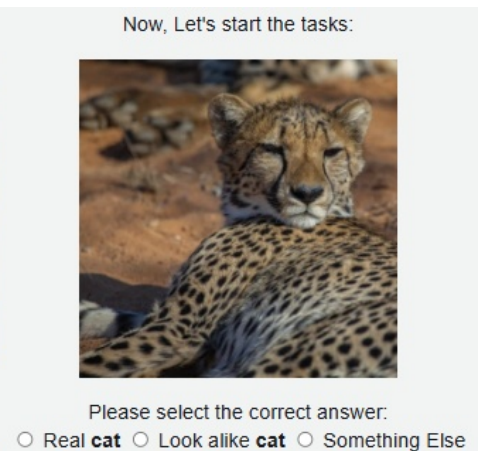 Now, Let's start the tasks:
Please select the correct answer:
Real cat Look alike cat Something Else